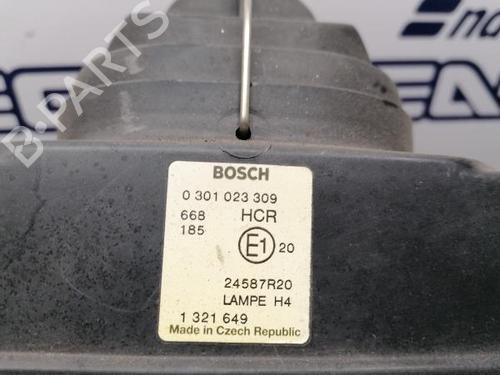 B-PARTS
BOSCH
0 301 023 309
668 HCR
185 E1 20
24587R20
LAMPE H4
1 321 649
Made in Czech Republic